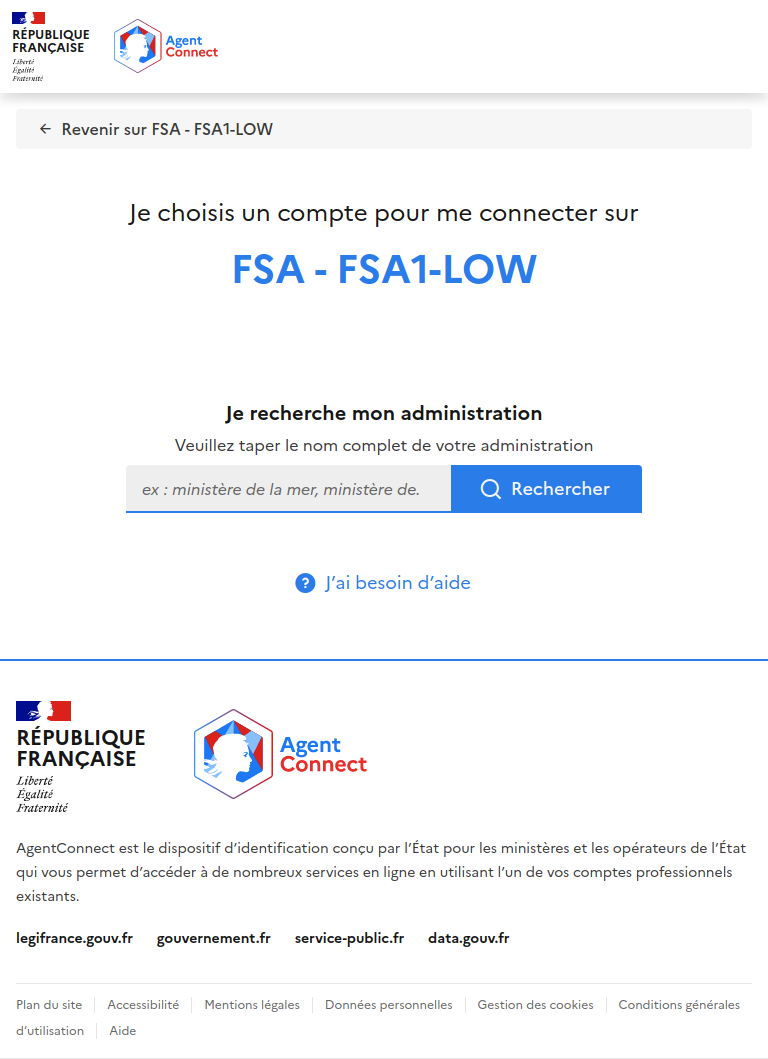 RÉPUBLIQUE
FRANÇAISE
Liberté
Égalité
Fraternité
Agent
Connect
← Revenir sur FSA - FSA1-LOW
Je choisis un compte pour me connecter sur
FSA - FSA1-LOW
Je recherche mon administration
Veuillez taper le nom complet de votre administration
ex : ministère de la mer, ministère de.
Rechercher
? J’ai besoin d’aide
RÉPUBLIQUE
FRANÇAISE
Liberté
Égalité
Fraternité
Agent
Connect
AgentConnect est le dispositif d’identification conçu par l’État pour les ministères et les opérateurs de l’État
qui vous permet d’accéder à de nombreux services en ligne en utilisant l’un de vos comptes professionnels
existants.
legifrance.gouv.fr gouvernement.fr service-public.fr data.gouv.fr
Plan du site Accessibilité Mentions légales Données personnelles Gestion des cookies Conditions générales
d’utilisation Aide